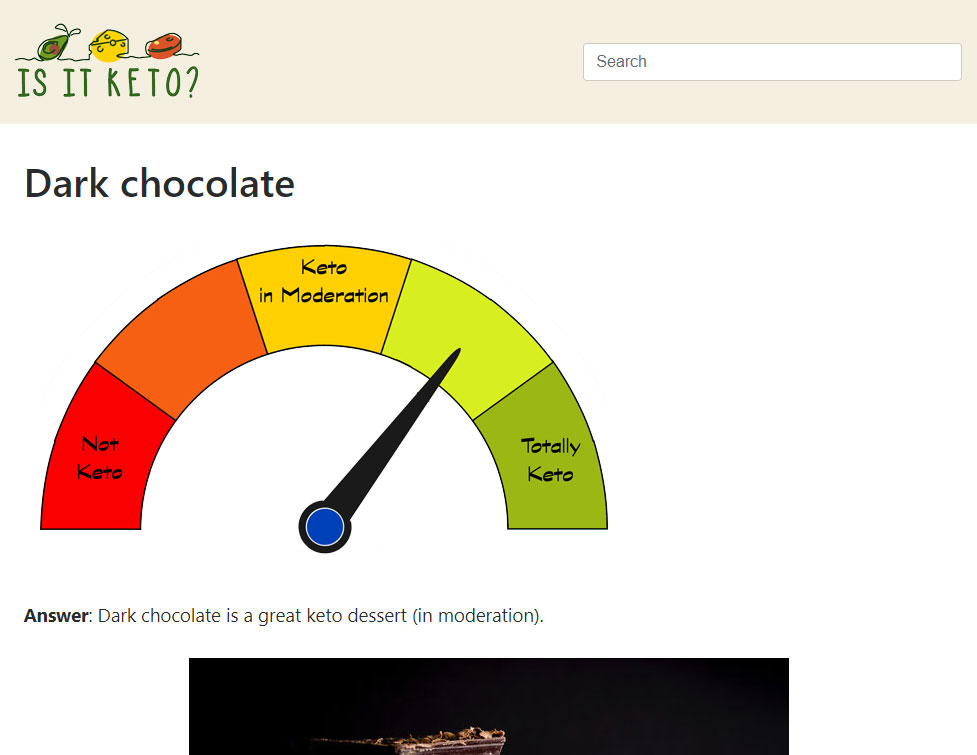 IS IT KETO?
Search
Dark chocolate
Keto
in Moderation
Not
Keto
Totally
Keto
Answer: Dark chocolate is a great keto dessert (in moderation).